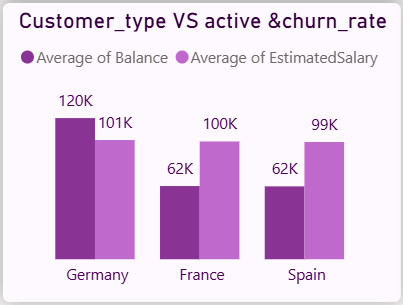 Customer_type VS active &churn_rate
Average of Balance Average of EstimatedSalary
120K
101K
62K
100K
62K
99K
Germany France Spain